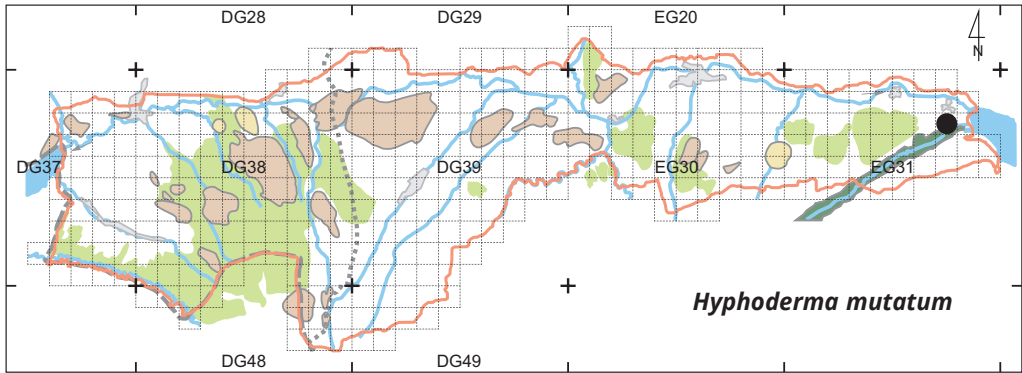 DG28 DG29 EG20
N
DG37 DG38 DG39 EG30 EG31
Hyphoderma mutatum
DG48 DG49